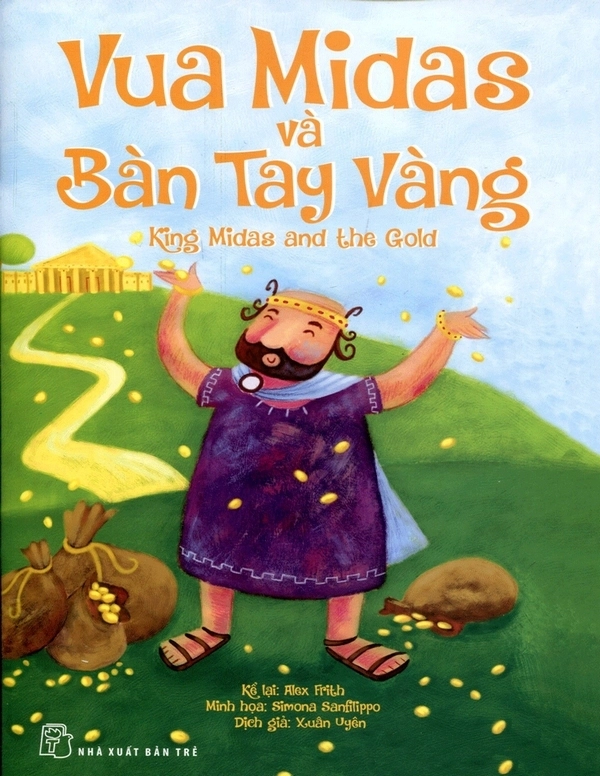 Vua Midas
và
Bàn Tay Vàng
King Midas and the Gold
Kể lại: Alex Frith
Minh họa: Simona Sanfilippo
Dịch giả: Xuân Uyên
NHÀ XUẤT BẢN TRẺ